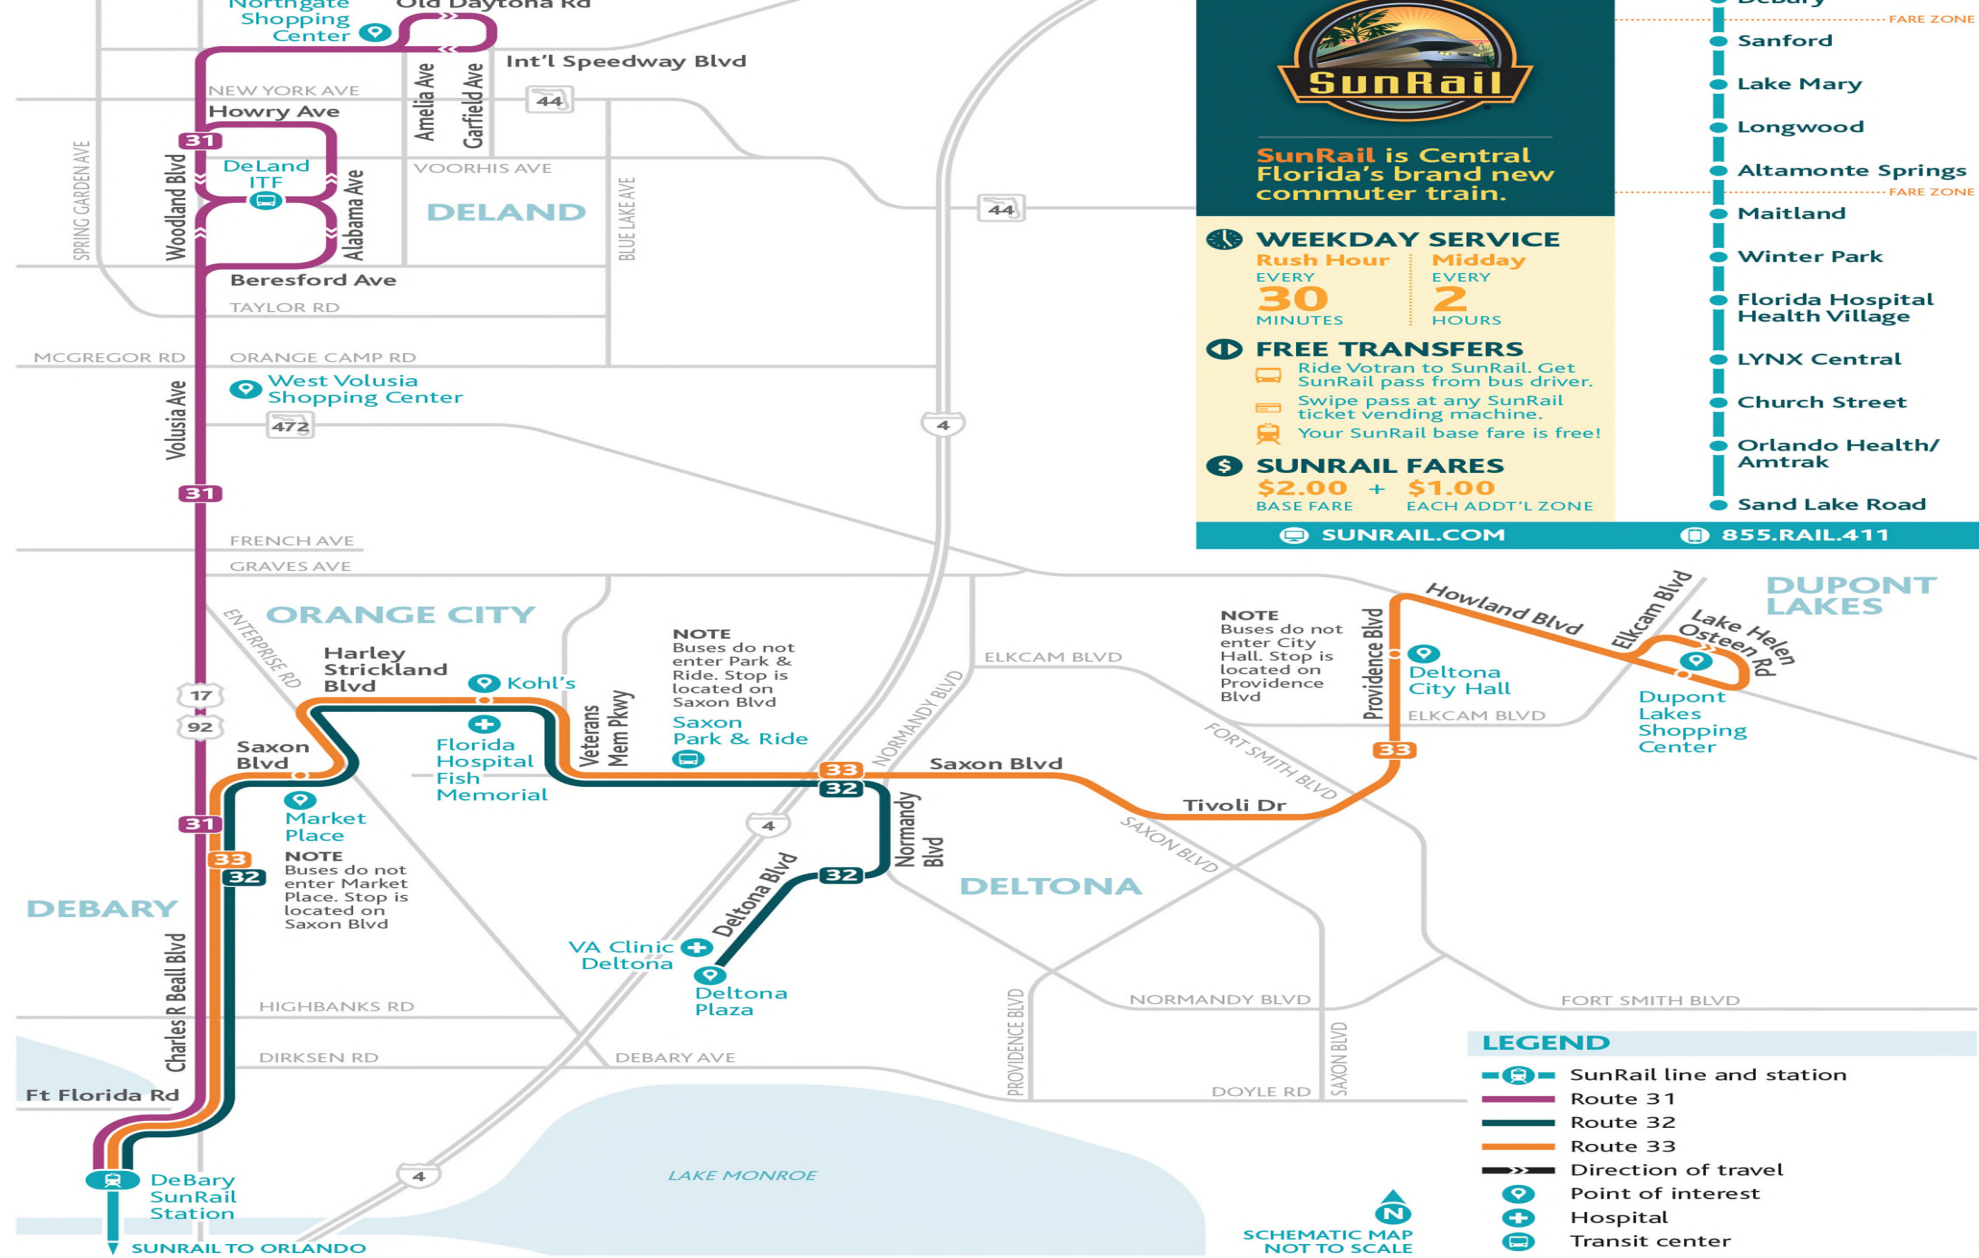 Northgate
Shopping
Center
Old Daytona Rd
Int'l Speedway Blvd
NEW YORK AVE
44
Howry Ave
Amelia Ave
Garfield Ave
31
DeLand
ITF
VOORHIS AVE
SPRING GARDEN AVE
Woodland Blvd
Alabama Ave
DELAND
BLUE LAKE AVE
44
Beresford Ave
TAYLOR RD
MCGREGOR RD
ORANGE CAMP RD
West Volusia
Shopping Center
Volusia Ave
472
4
31
FRENCH AVE
GRAVES AVE
ENTERPRISE RD
ORANGE CITY
Harley
Strickland
Blvd
Kohl's
17
92
Saxon
Blvd
Florida
Hospital
Fish
Memorial
Veterans
Mem Pkwy
NOTE
Buses do not
enter Park &
Ride. Stop is
located on
Saxon Blvd
Saxon
Park & Ride
NORMANDY BLVD
ELKCAM BLVD
33
32
Saxon Blvd
Market
Place
NOTE
Buses do not
enter Market
Place. Stop is
located on
Saxon Blvd
31
33
32
4
Normandy
Blvd
32
Deltona Blvd
DELTONA
DEBARY
VA Clinic
Deltona
Deltona
Plaza
Charles R Beall Blvd
HIGHBANKS RD
DIRKSEN RD
DEBARY AVE
Ft Florida Rd
DeBary
SunRail
Station
SUNRAIL TO ORLANDO
4
LAKE MONROE
NOTE
Buses do not
enter City
Hall. Stop is
located on
Providence
Blvd
Providence Blvd
Howland Blvd
Deltona
City Hall
ELKCAM BLVD
Elkcam Blvd
Lake Helen
Osteen Rd
DUPONT
LAKES
Dupont
Lakes
Shopping
Center
33
FORT SMITH BLVD
Tivoli Dr
SAXON BLVD
PROVIDENCE BLVD
NORMANDY BLVD
SAXON BLVD
DOYLE RD
FORT SMITH BLVD
N
SCHEMATIC MAP
NOT TO SCALE
LEGEND
SunRail line and station
Route 31
Route 32
Route 33
Direction of travel
Point of interest
Hospital
Transit center
SunRail
SunRail is Central
Florida's brand new
commuter train.
WEEKDAY SERVICE
Rush Hour
EVERY
30
MINUTES
Midday
EVERY
2
HOURS
FREE TRANSFERS
Ride Votran to SunRail. Get
SunRail pass from bus driver.
Swipe pass at any SunRail
ticket vending machine.
Your SunRail base fare is free!
$ SUNRAIL FARES
$2.00 + $1.00
BASE FARE EACH ADDT'L ZONE
SUNRAIL.COM
855.RAIL.411
DeBary
FARE ZONE
Sanford
Lake Mary
Longwood
Altamonte Springs
FARE ZONE
Maitland
Winter Park
Florida Hospital
Health Village
LYNX Central
Church Street
Orlando Health/
Amtrak
Sand Lake Road